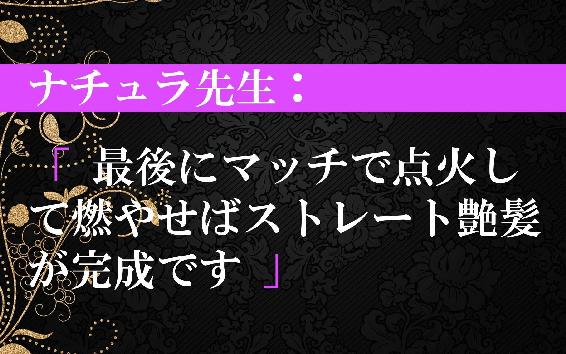 ナチュラ先生：
「 最後にマッチで点火し
て燃やせばストレート艶髪
が完成です 」